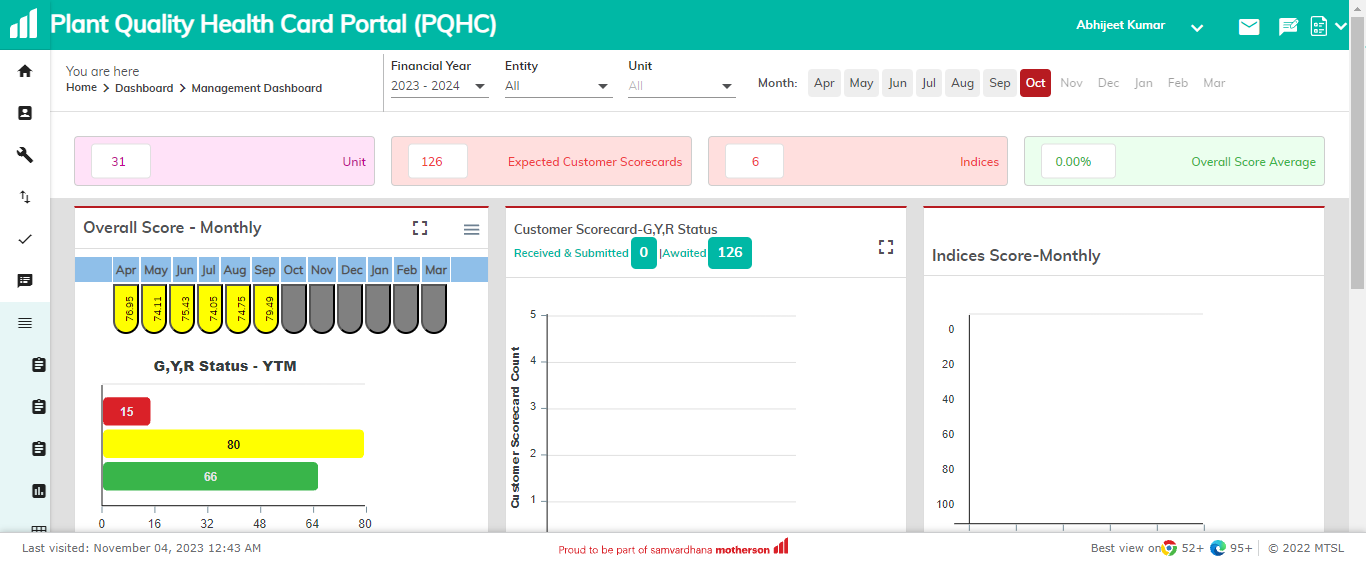 Plant Quality Health Card Portal (PQHC)
Abhijeet Kumar
You are here
Home > Dashboard > Management Dashboard
Financial Year
2023 - 2024
Entity
All
Unit
All
Month: Apr May Jun Jul Aug Sep Oct Nov Dec Jan Feb Mar
31 Unit
126 Expected Customer Scorecards
6 Indices
0.00% Overall Score Average
Overall Score - Monthly
Apr May Jun Jul Aug Sep Oct Nov Dec Jan Feb Mar
76.95 74.11 75.43 74.05 74.75 79.49
G,Y,R Status - YTM
15
80
66
0 16 32 48 64 80
Customer Scorecard-G,Y,R Status
Received & Submitted 0 |Awaited 126
Customer Scorecard Count
5
4
3
2
1
Indices Score-Monthly
0
20
40
60
80
100
Last visited: November 04, 2023 12:43 AM
Proud to be part of samvardhana motherson
Best view on 52+ 95+ | © 2022 MTSL